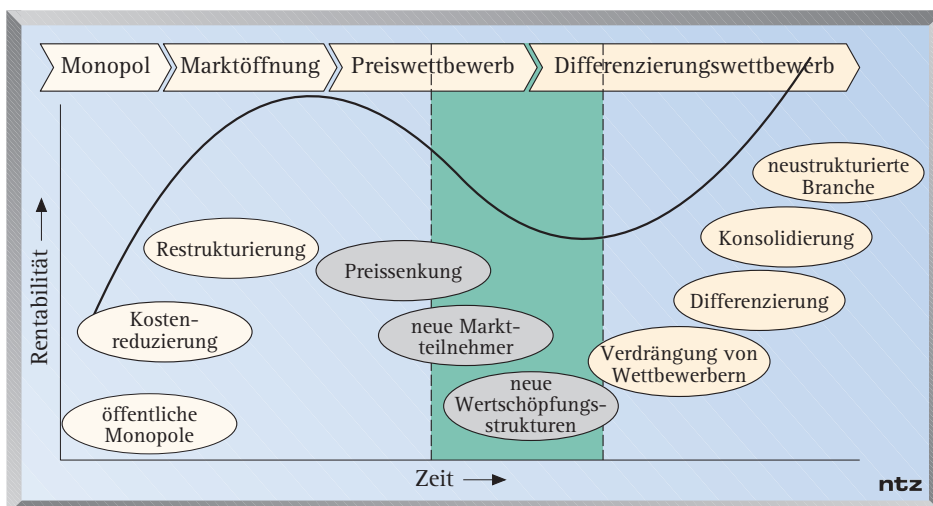 Monopol
Marktöffnung
Preiswettbewerb
Differenzierungswettbewerb
neustrukturierte
Branche
Konsolidierung
Restrukturierung
Preissenkung
Differenzierung
Kosten-
reduzierung
neue Markt-
teilnehmer
Verdrängung von
Wettbewerbern
neue
Wertschöpfungs-
strukturen
öffentliche
Monopole
Rentabilität
Zeit
ntz